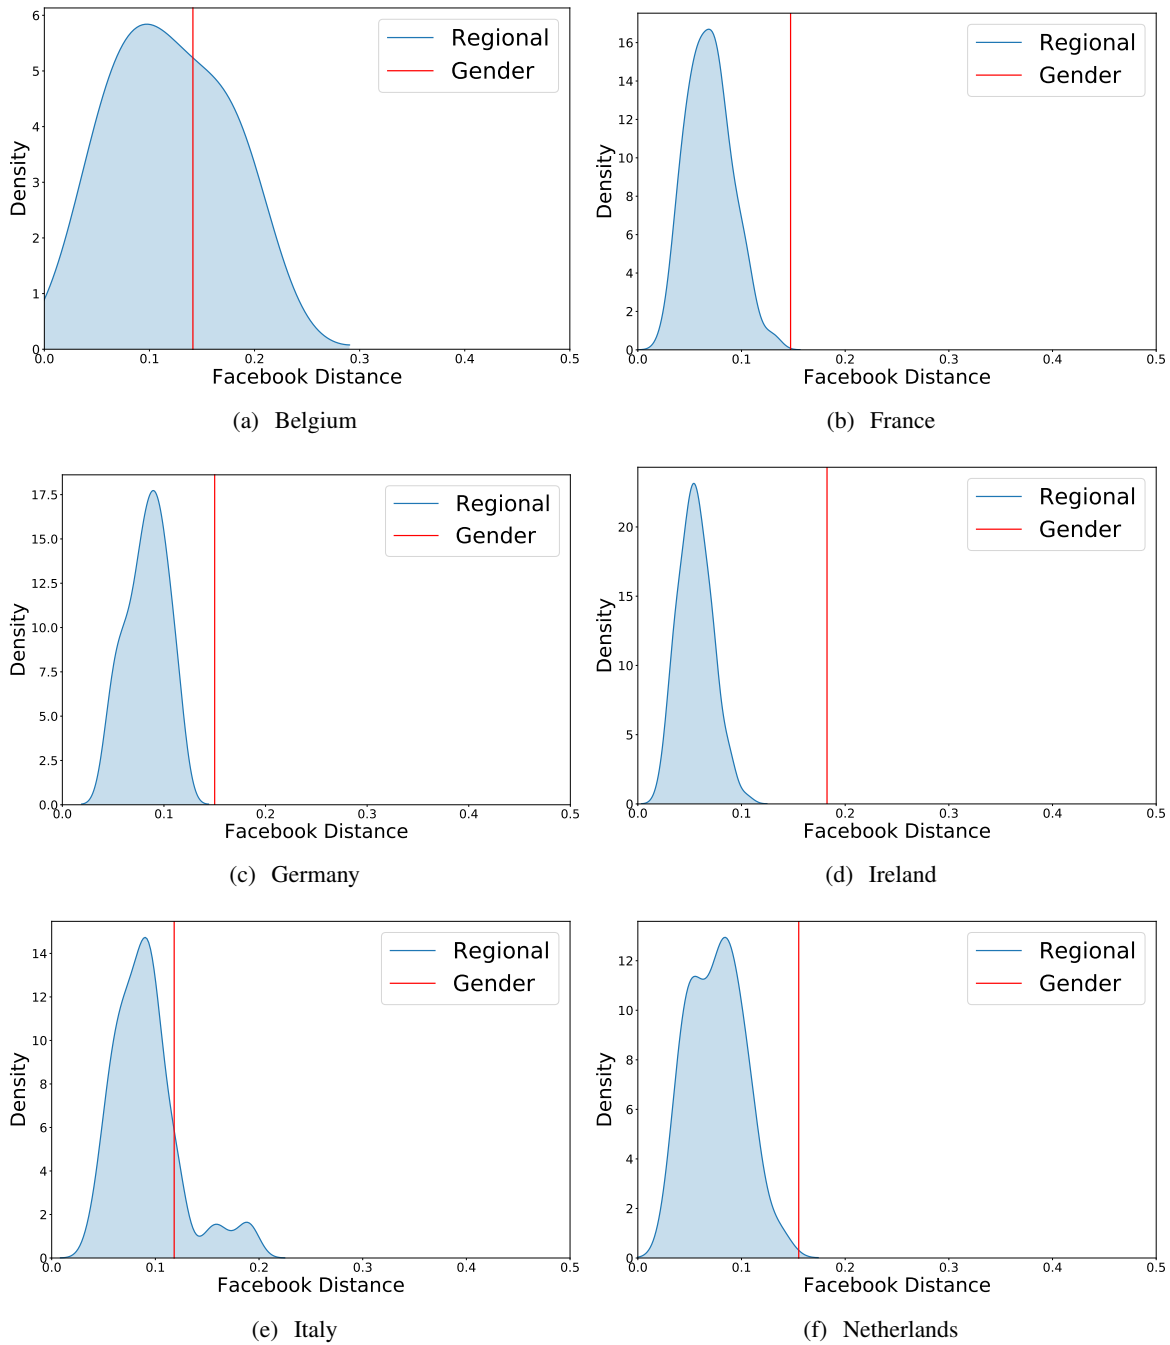 6
5
4
3
2
1
0
Density
0.0 0.1 0.2 0.3 0.4 0.5
Facebook Distance
Regional
Gender
(a) Belgium
16
14
12
10
8
6
4
2
0
Density
0.0 0.1 0.2 0.3 0.4 0.5
Facebook Distance
Regional
Gender
(b) France
17.5
15.0
12.5
10.0
7.5
5.0
2.5
0.0
Density
0.0 0.1 0.2 0.3 0.4 0.5
Facebook Distance
Regional
Gender
(c) Germany
20
15
10
5
0
Density
0.0 0.1 0.2 0.3 0.4 0.5
Facebook Distance
Regional
Gender
(d) Ireland
14
12
10
8
6
4
2
0
Density
0.0 0.1 0.2 0.3 0.4 0.5
Facebook Distance
Regional
Gender
(e) Italy
12
10
8
6
4
2
0
Density
0.0 0.1 0.2 0.3 0.4 0.5
Facebook Distance
Regional
Gender
(f) Netherlands